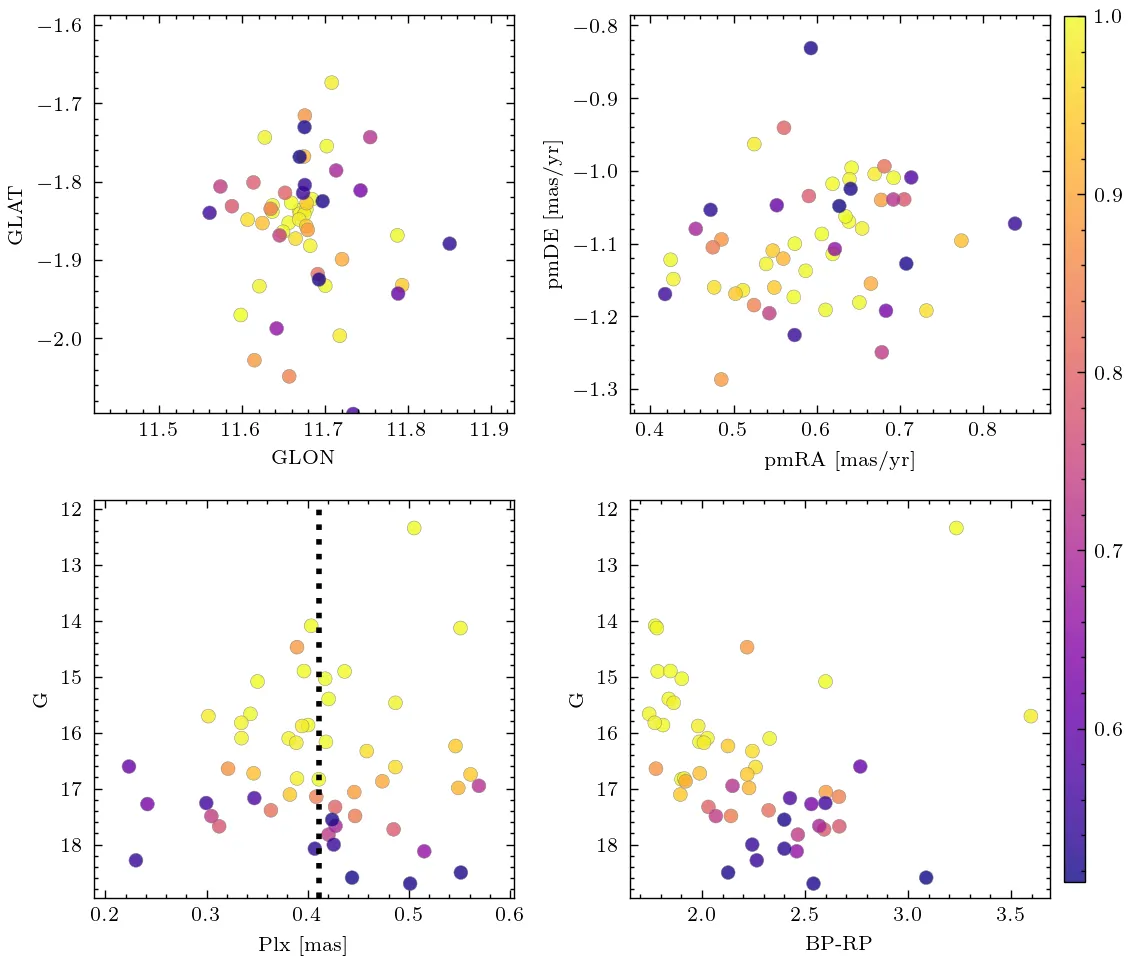 −1.6
−1.7
−1.8
−1.9
−2.0
GLAT
11.5 11.6 11.7 11.8 11.9
GLON
−0.8
−0.9
−1.0
−1.1
−1.2
−1.3
pmDE [mas/yr]
0.4 0.5 0.6 0.7 0.8
pmRA [mas/yr]
1.0
0.9
0.8
0.7
0.6
12
13
14
15
16
17
18
G
0.2 0.3 0.4 0.5 0.6
Plx [mas]
12
13
14
15
16
17
18
G
2.0 2.5 3.0 3.5
BP-RP